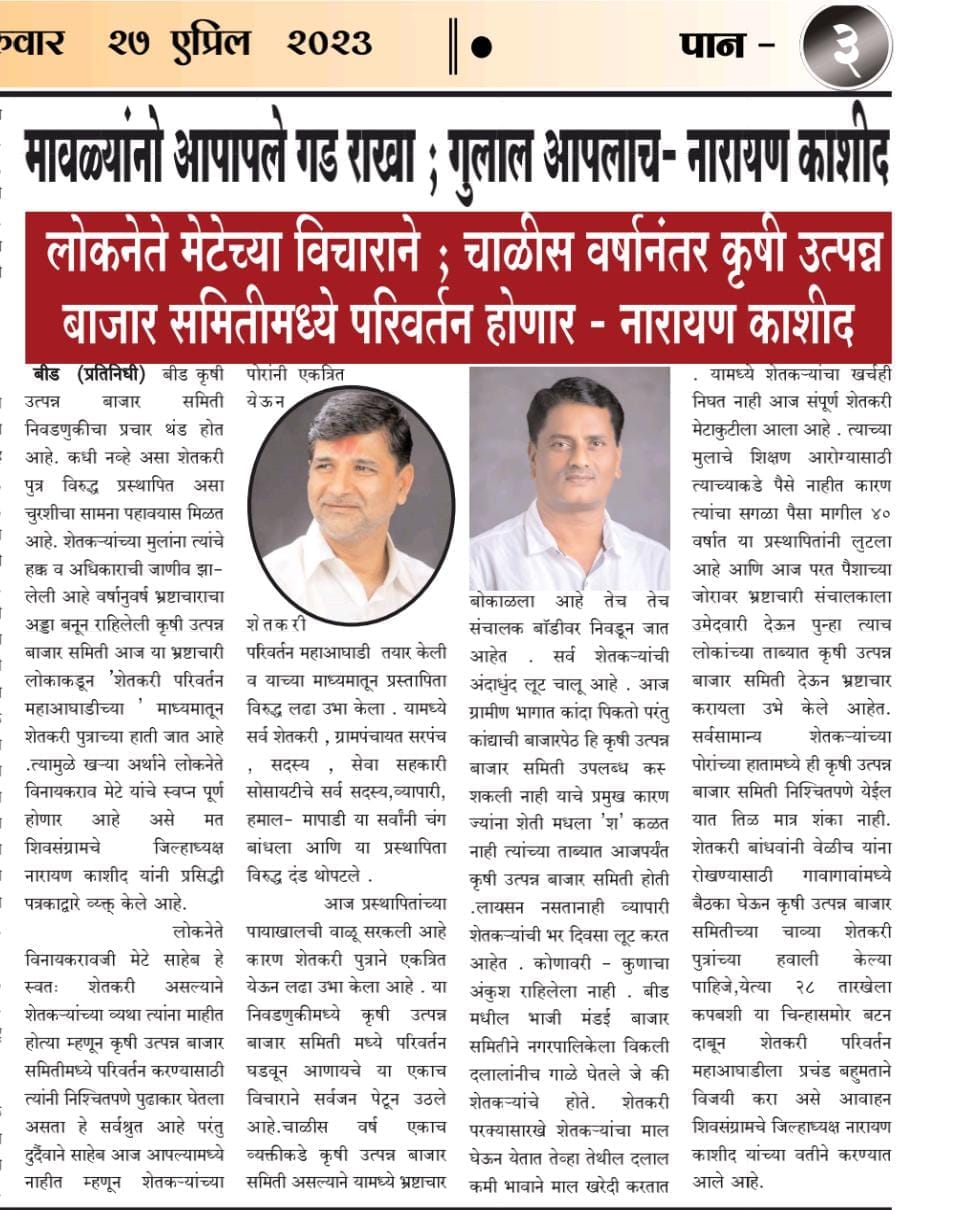 रुवार २७ एप्रिल २०२३
पान - ३
मावळ्यांनो आपापले गड राखा ; गुलाल आपलाच- नारायण काशीद
लोकनेते मेटेच्या विचाराने ; चाळीस वर्षानंतर कृषी उत्पन्न
बाजार समितीमध्ये परिवर्तन होणार - नारायण काशीद
बीड (प्रतिनिधी) बीड कृषी
उत्पन्न बाजार समिती
निवडणुकीचा प्रचार थंड होत
आहे. कधी नव्हे असा शेतकरी
पुत्र विरुद्ध प्रस्थापित असा
चुरशीचा सामना पहावयास मिळत
आहे. शेतकऱ्यांच्या मुलांना त्यांचे
हक्क व अधिकाराची जाणीव झा-
लेली आहे वर्षानुवर्ष भ्रष्टाचाराचा
अड्डा बनून राहिलेली कृषी उत्पन्न
बाजार समिती आज या भ्रष्टाचारी
लोकाकडून 'शेतकरी परिवर्तन
महाआघाडीच्या ' माध्यमातून
शेतकरी पुत्राच्या हाती जात आहे
.त्यामुळे खऱ्या अर्थाने लोकनेते
विनायकराव मेटे यांचे स्वप्न पूर्ण
होणार आहे असे मत
शिवसंग्रामचे जिल्हाध्यक्ष
नारायण काशीद यांनी प्रसिद्धी
पत्रकाद्वारे व्यक्त् केले आहे.
लोकनेते
विनायकरावजी मेटे साहेब हे
स्वतः शेतकरी असल्याने
शेतकऱ्यांच्या व्यथा त्यांना माहीत
होत्या म्हणून कृषी उत्पन्न बाजार
समितीमध्ये परिवर्तन करण्यासाठी
त्यांनी निश्चितपणे पुढाकार घेतला
असता हे सर्वश्रुत आहे परंतु
दुर्दैवाने साहेब आज आपल्यामध्ये
नाहीत म्हणून शेतकऱ्यांच्या
पोरांनी एकत्रित
येऊन
शेतकरी
परिवर्तन महाआघाडी तयार केली
व याच्या माध्यमातून प्रस्तापिता
विरुद्ध लढा उभा केला . यामध्ये
सर्व शेतकरी , ग्रामपंचायत सरपंच
, सदस्य , सेवा सहकारी
सोसायटीचे सर्व सदस्य,व्यापारी,
हमाल- मापाडी या सर्वांनी चंग
बांधला आणि या प्रस्थापिता
विरुद्ध दंड थोपटले .
आज प्रस्थापितांच्या
पायाखालची वाळू सरकली आहे
कारण शेतकरी पुत्राने एकत्रित
येऊन लढा उभा केला आहे . या
निवडणुकीमध्ये कृषी उत्पन्न
बाजार समिती मध्ये परिवर्तन
घडवून आणायचे या एकाच
विचाराने सर्वजन पेटून उठले
आहे.चाळीस वर्ष एकाच
व्यक्तीकडे कृषी उत्पन्न बाजार
समिती असल्याने यामध्ये भ्रष्टाचार
बोकाळला आहे तेच तेच
संचालक बॉडीवर निवडून जात
आहेत . सर्व शेतकऱ्यांची
अंदाधुंद लूट चालू आहे . आज
ग्रामीण भागात कांदा पिकतो परंतु
कांद्याची बाजारपेठ हि कृषी उत्पन्न
बाजार समिती उपलब्ध करू
शकली नाही याचे प्रमुख कारण
ज्यांना शेती मधला 'श' कळत
नाही त्यांच्या ताब्यात आजपर्यंत
कृषी उत्पन्न बाजार समिती होती
.लायसन नसतानाही व्यापारी
शेतकऱ्यांची भर दिवसा लूट करत
आहेत . कोणावरी - कुणाचा
अंकुश राहिलेला नाही . बीड
मधील भाजी मंडई बाजार
समितीने नगरपालिकेला विकली
दलालांनीच गाळे घेतले जे की
शेतकऱ्यांचे होते. शेतकरी
परक्यासारखे शेतकऱ्यांचा माल
घेऊन येतात तेव्हा तेथील दलाल
कमी भावाने माल खरेदी करतात
. यामध्ये शेतकऱ्यांचा खर्चही
निघत नाही आज संपूर्ण शेतकरी
मेटाकुटीला आला आहे . त्याच्या
मुलाचे शिक्षण आरोग्यासाठी
त्याच्याकडे पैसे नाहीत कारण
त्यांचा सगळा पैसा मागील ४०
वर्षात या प्रस्थापितांनी लुटला
आहे आणि आज परत पैशाच्या
जोरावर भ्रष्टाचारी संचालकाला
उमेदवारी देऊन पुन्हा त्याच
लोकांच्या ताब्यात कृषी उत्पन्न
बाजार समिती देऊन भ्रष्टाचार
करायला उभे केले आहेत.
सर्वसामान्य शेतकऱ्यांच्या
पोरांच्या हातामध्ये ही कृषी उत्पन्न
बाजार समिती निश्चितपणे येईल
यात तिळ मात्र शंका नाही.
शेतकरी बांधवांनी वेळीच यांना
रोखण्यासाठी गावागावांमध्ये
बैठका घेऊन कृषी उत्पन्न बाजार
समितीच्या चाव्या शेतकरी
पुत्रांच्या हवाली केल्या
पाहिजे,येत्या २८ तारखेला
कपबशी या चिन्हासमोर बटन
दाबून शेतकरी परिवर्तन
महाआघाडीला प्रचंड बहुमताने
विजयी करा असे आवाहन
शिवसंग्रामचे जिल्हाध्यक्ष नारायण
काशीद यांच्या वतीने करण्यात
आले आहे.